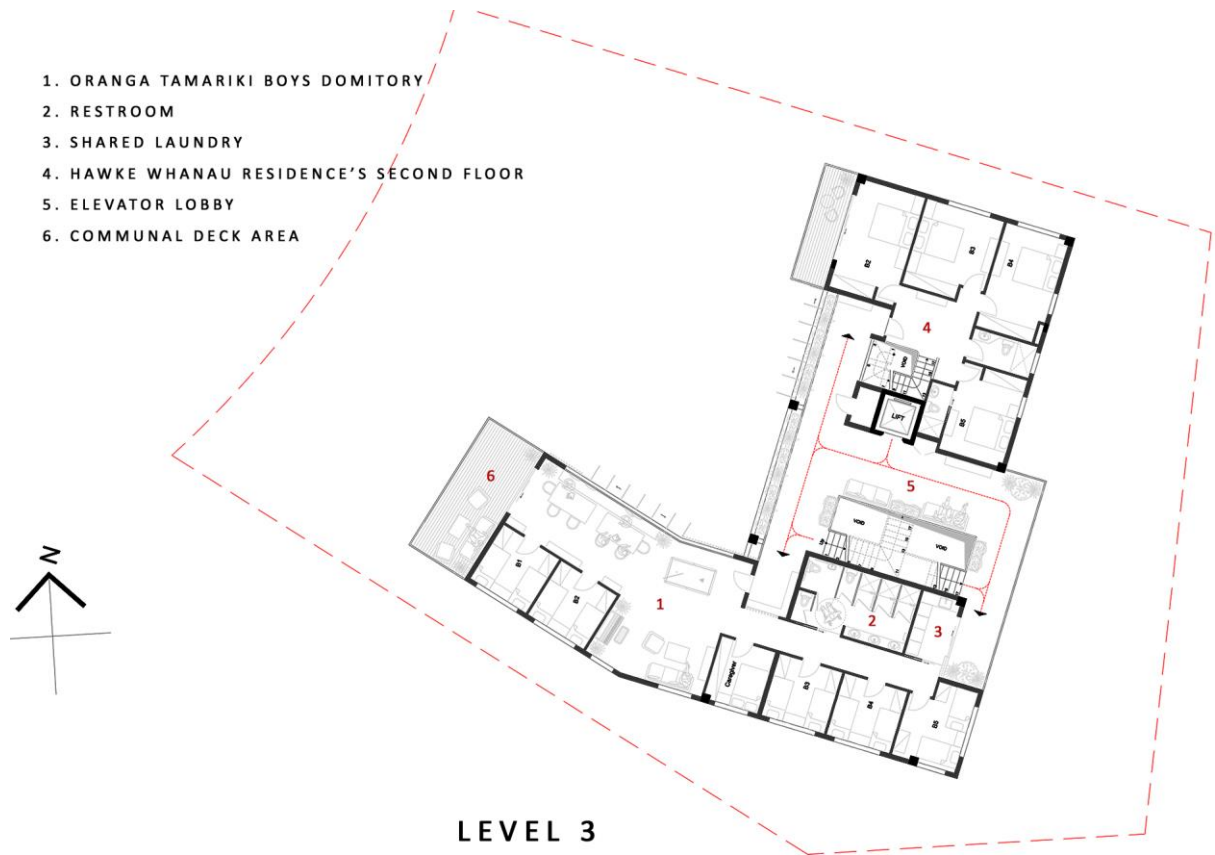 1. ORANGA TAMARIKI BOYS DOMITORY
2. RESTROOM
3. SHARED LAUNDRY
4. HAWKE WHANAU RESIDENCE'S SECOND FLOOR
5. ELEVATOR LOBBY
6. COMMUNAL DECK AREA
B2
B3
B4
4
VOID
LIFT
B5
5
6
VOID
VOID
B1
B2
1
2
3
Caregiver
B3
B4
B5
N
LEVEL 3